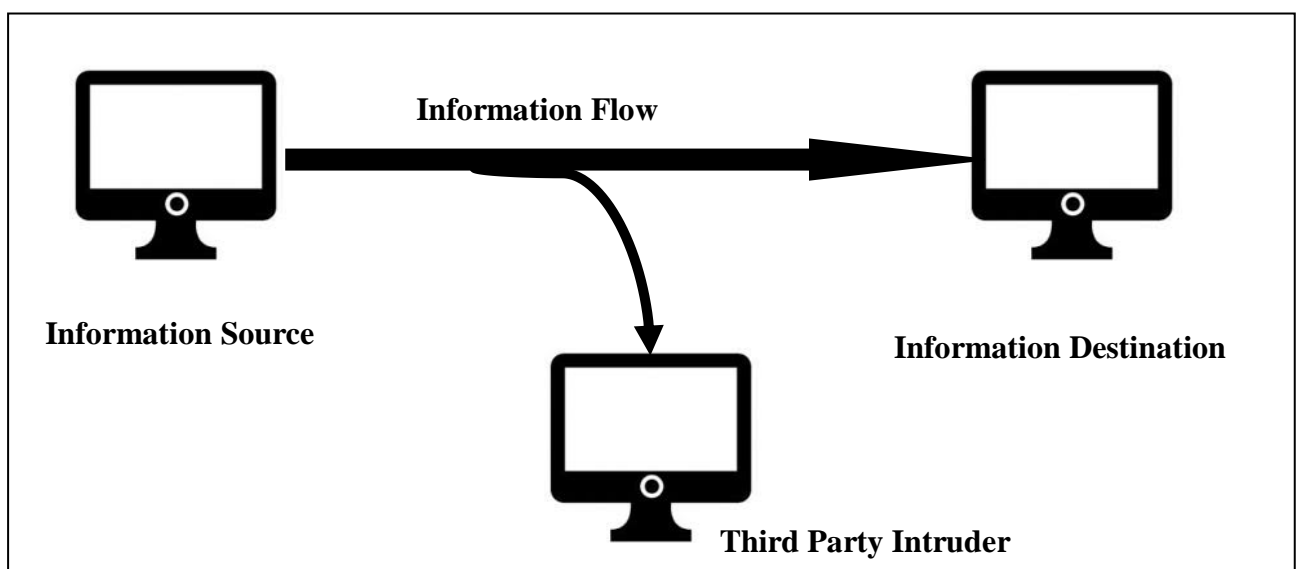 Information Flow
Information Source
Information Destination
Third Party Intruder